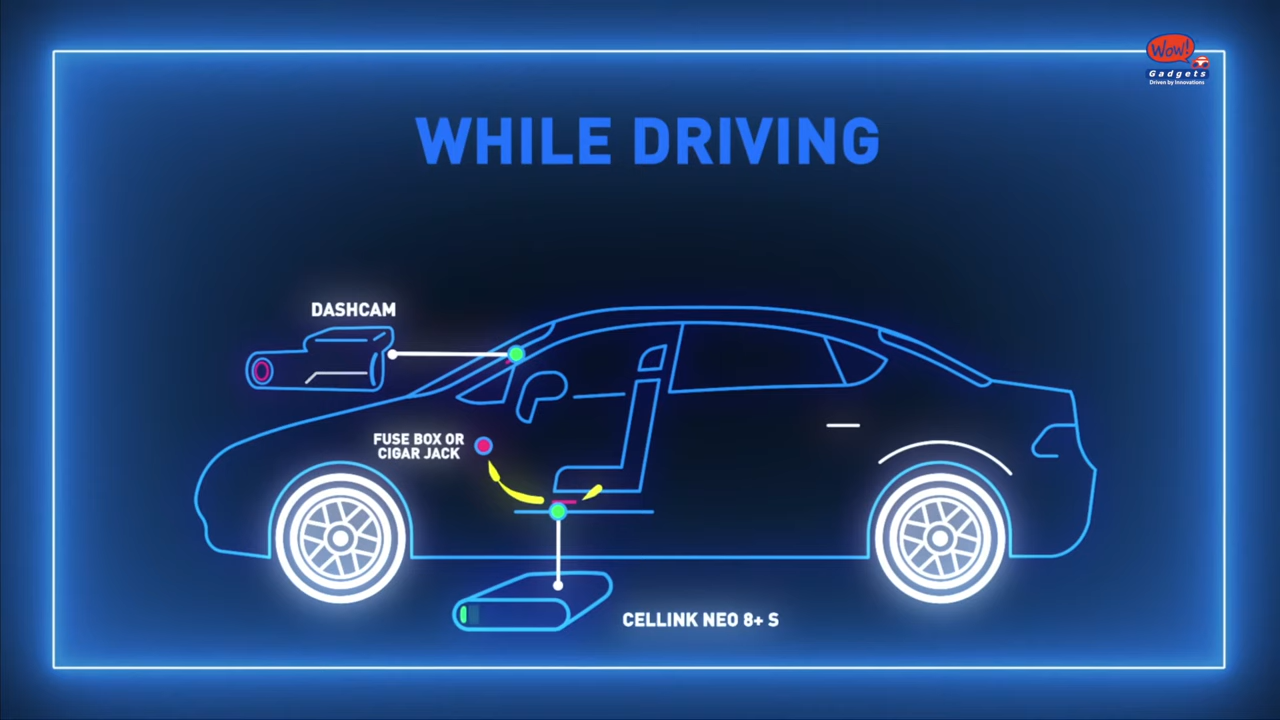 Wow!
Gadgets
Driven by Innovations
WHILE DRIVING
DASHCAM
FUSE BOX OR
CIGAR JACK
CELLINK NEO 8+ S